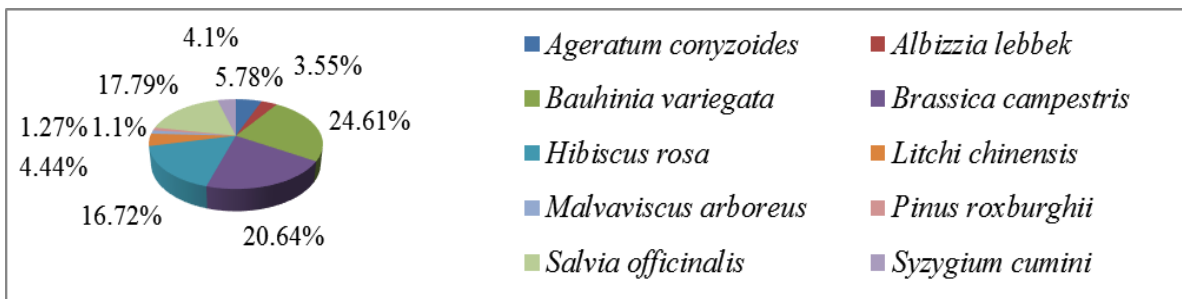 4.1%
5.78%
3.55%
17.79%
24.61%
1.27% 1.1%
4.44%
16.72%
20.64%
Ageratum conyzoides Albizzia lebbek
Bauhinia variegata Brassica campestris
Hibiscus rosa Litchi chinensis
Malvaviscus arboreus Pinus roxburghii
Salvia officinalis Syzygium cumini